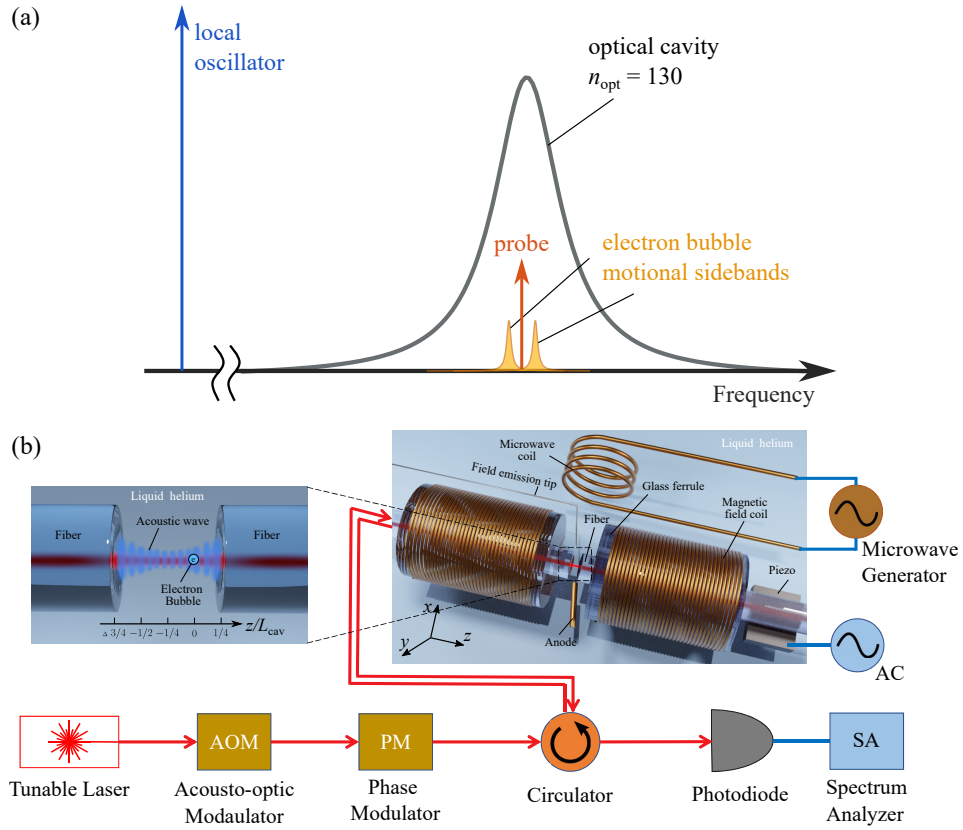 (a)
local
oscillator
optical cavity
n_opt = 130
probe
electron bubble
motional sidebands
Frequency
(b)
Liquid helium
Fiber
Acoustic wave
Fiber
Electron
Bubble
e
3/4 −1/2 −1/4 0 1/4 z/L_cav
Liquid helium
Microwave
coil
Field emission tip
Glass ferrule
Fiber
Magnetic
field coil
Piezo
Anode
x
y
z
Microwave
Generator
AC
AOM
PM
SA
Tunable Laser
Acousto-optic
Modaulator
Phase
Modulator
Circulator
Photodiode
Spectrum
Analyzer